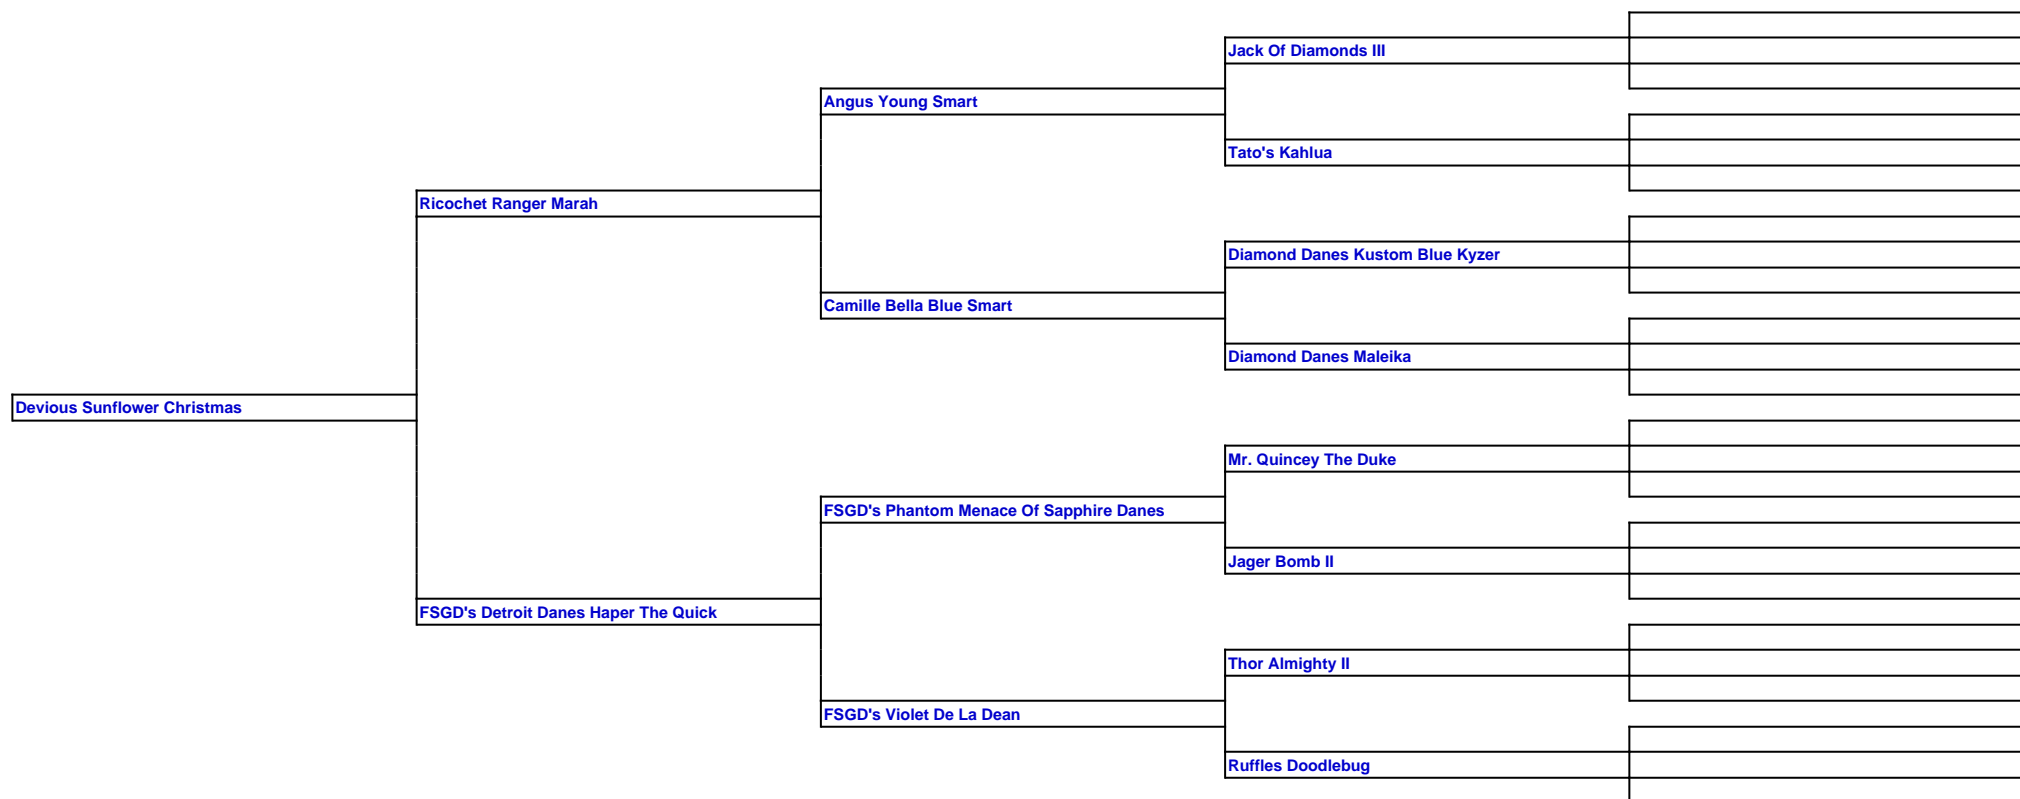 Jack Of Diamonds III
Angus Young Smart
Tato's Kahlua
Ricochet Ranger Marah
Diamond Danes Kustom Blue Kyzer
Camille Bella Blue Smart
Diamond Danes Maleika
Devious Sunflower Christmas
Mr. Quincey The Duke
FSGD's Phantom Menace Of Sapphire Danes
Jager Bomb II
FSGD's Detroit Danes Haper The Quick
Thor Almighty II
FSGD's Violet De La Dean
Ruffles Doodlebug